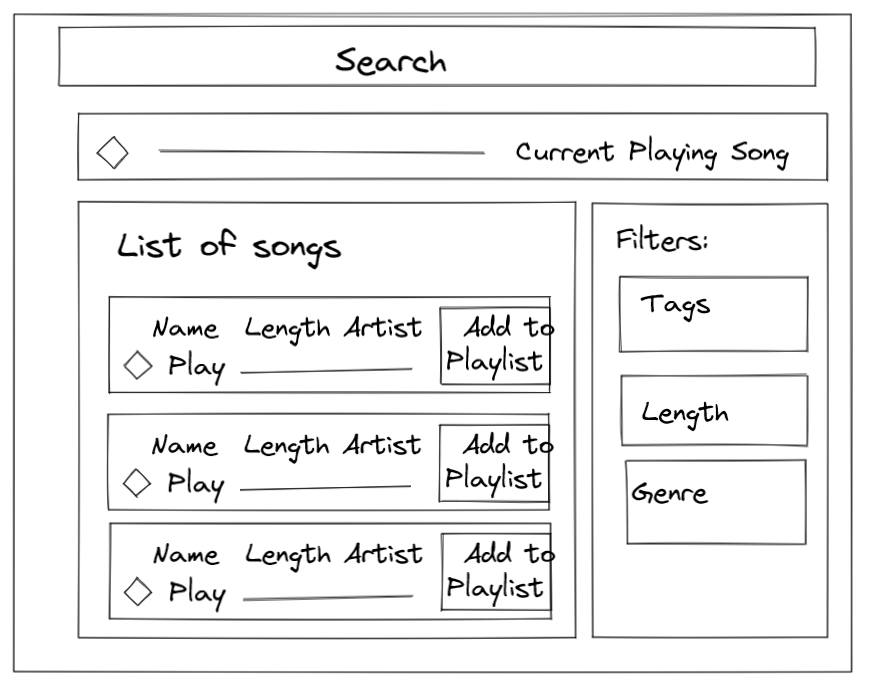 Search
Current Playing Song
List of songs
Name Length Artist
Play
Add to
Playlist
Name Length Artist
Play
Add to
Playlist
Name Length Artist
Play
Add to
Playlist
Filters:
Tags
Length
Genre